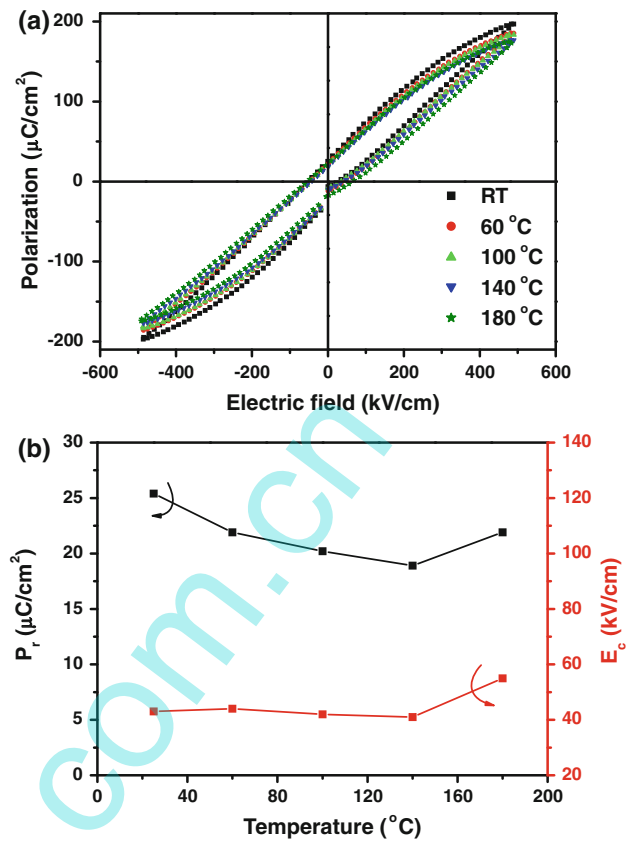 (a)
200
100
0
-100
-200
Polarization (μC/cm²)
RT
60 °C
100 °C
140 °C
180 °C
-600 -400 -200 0 200 400 600
Electric field (kV/cm)
(b)
30
25
20
15
10
5
0
Pᵣ (μC/cm²)
140
120
100
80
60
40
20
E_c (kV/cm)
0 40 80 120 160 200
Temperature (°C)
com.cn